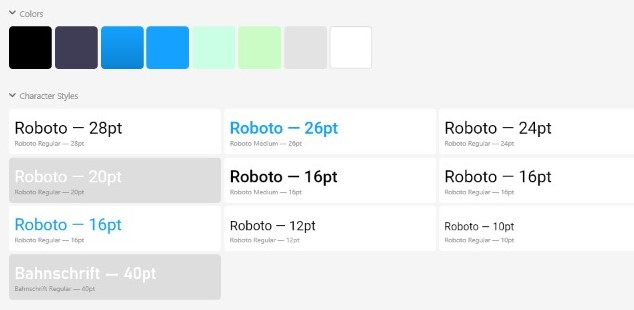 Colors
Character Styles
Roboto — 28pt
Roboto Regular — 28pt
Roboto — 26pt
Roboto Medium — 26pt
Roboto — 24pt
Roboto Regular — 24pt
Roboto — 20pt
Roboto Regular — 20pt
Roboto — 16pt
Roboto Medium — 16pt
Roboto — 16pt
Roboto Regular — 16pt
Roboto — 16pt
Roboto Regular — 16pt
Roboto — 12pt
Roboto Regular — 12pt
Roboto — 10pt
Roboto Regular — 10pt
Bahnschrift — 40pt
Bahnschrift Regular — 40pt